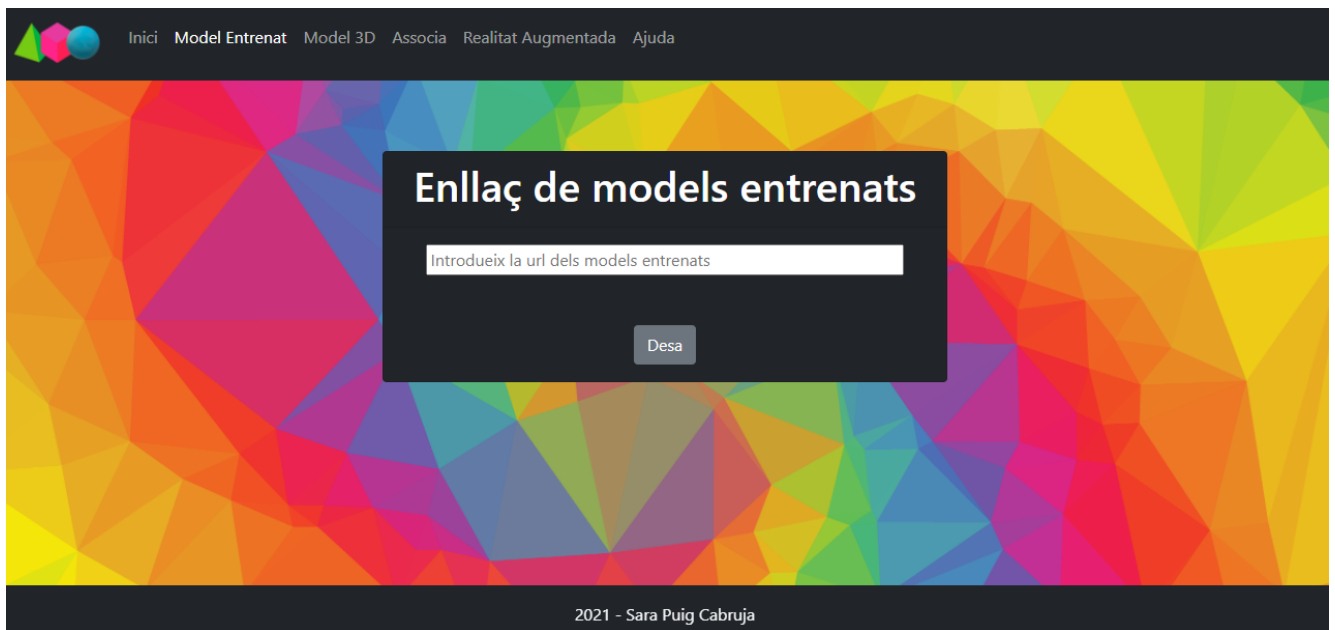 Inici Model Entrenat Model 3D Associa Realitat Augmentada Ajuda
Enllaç de models entrenats
Introdueix la url dels models entrenats
Desa
2021 - Sara Puig Cabruja